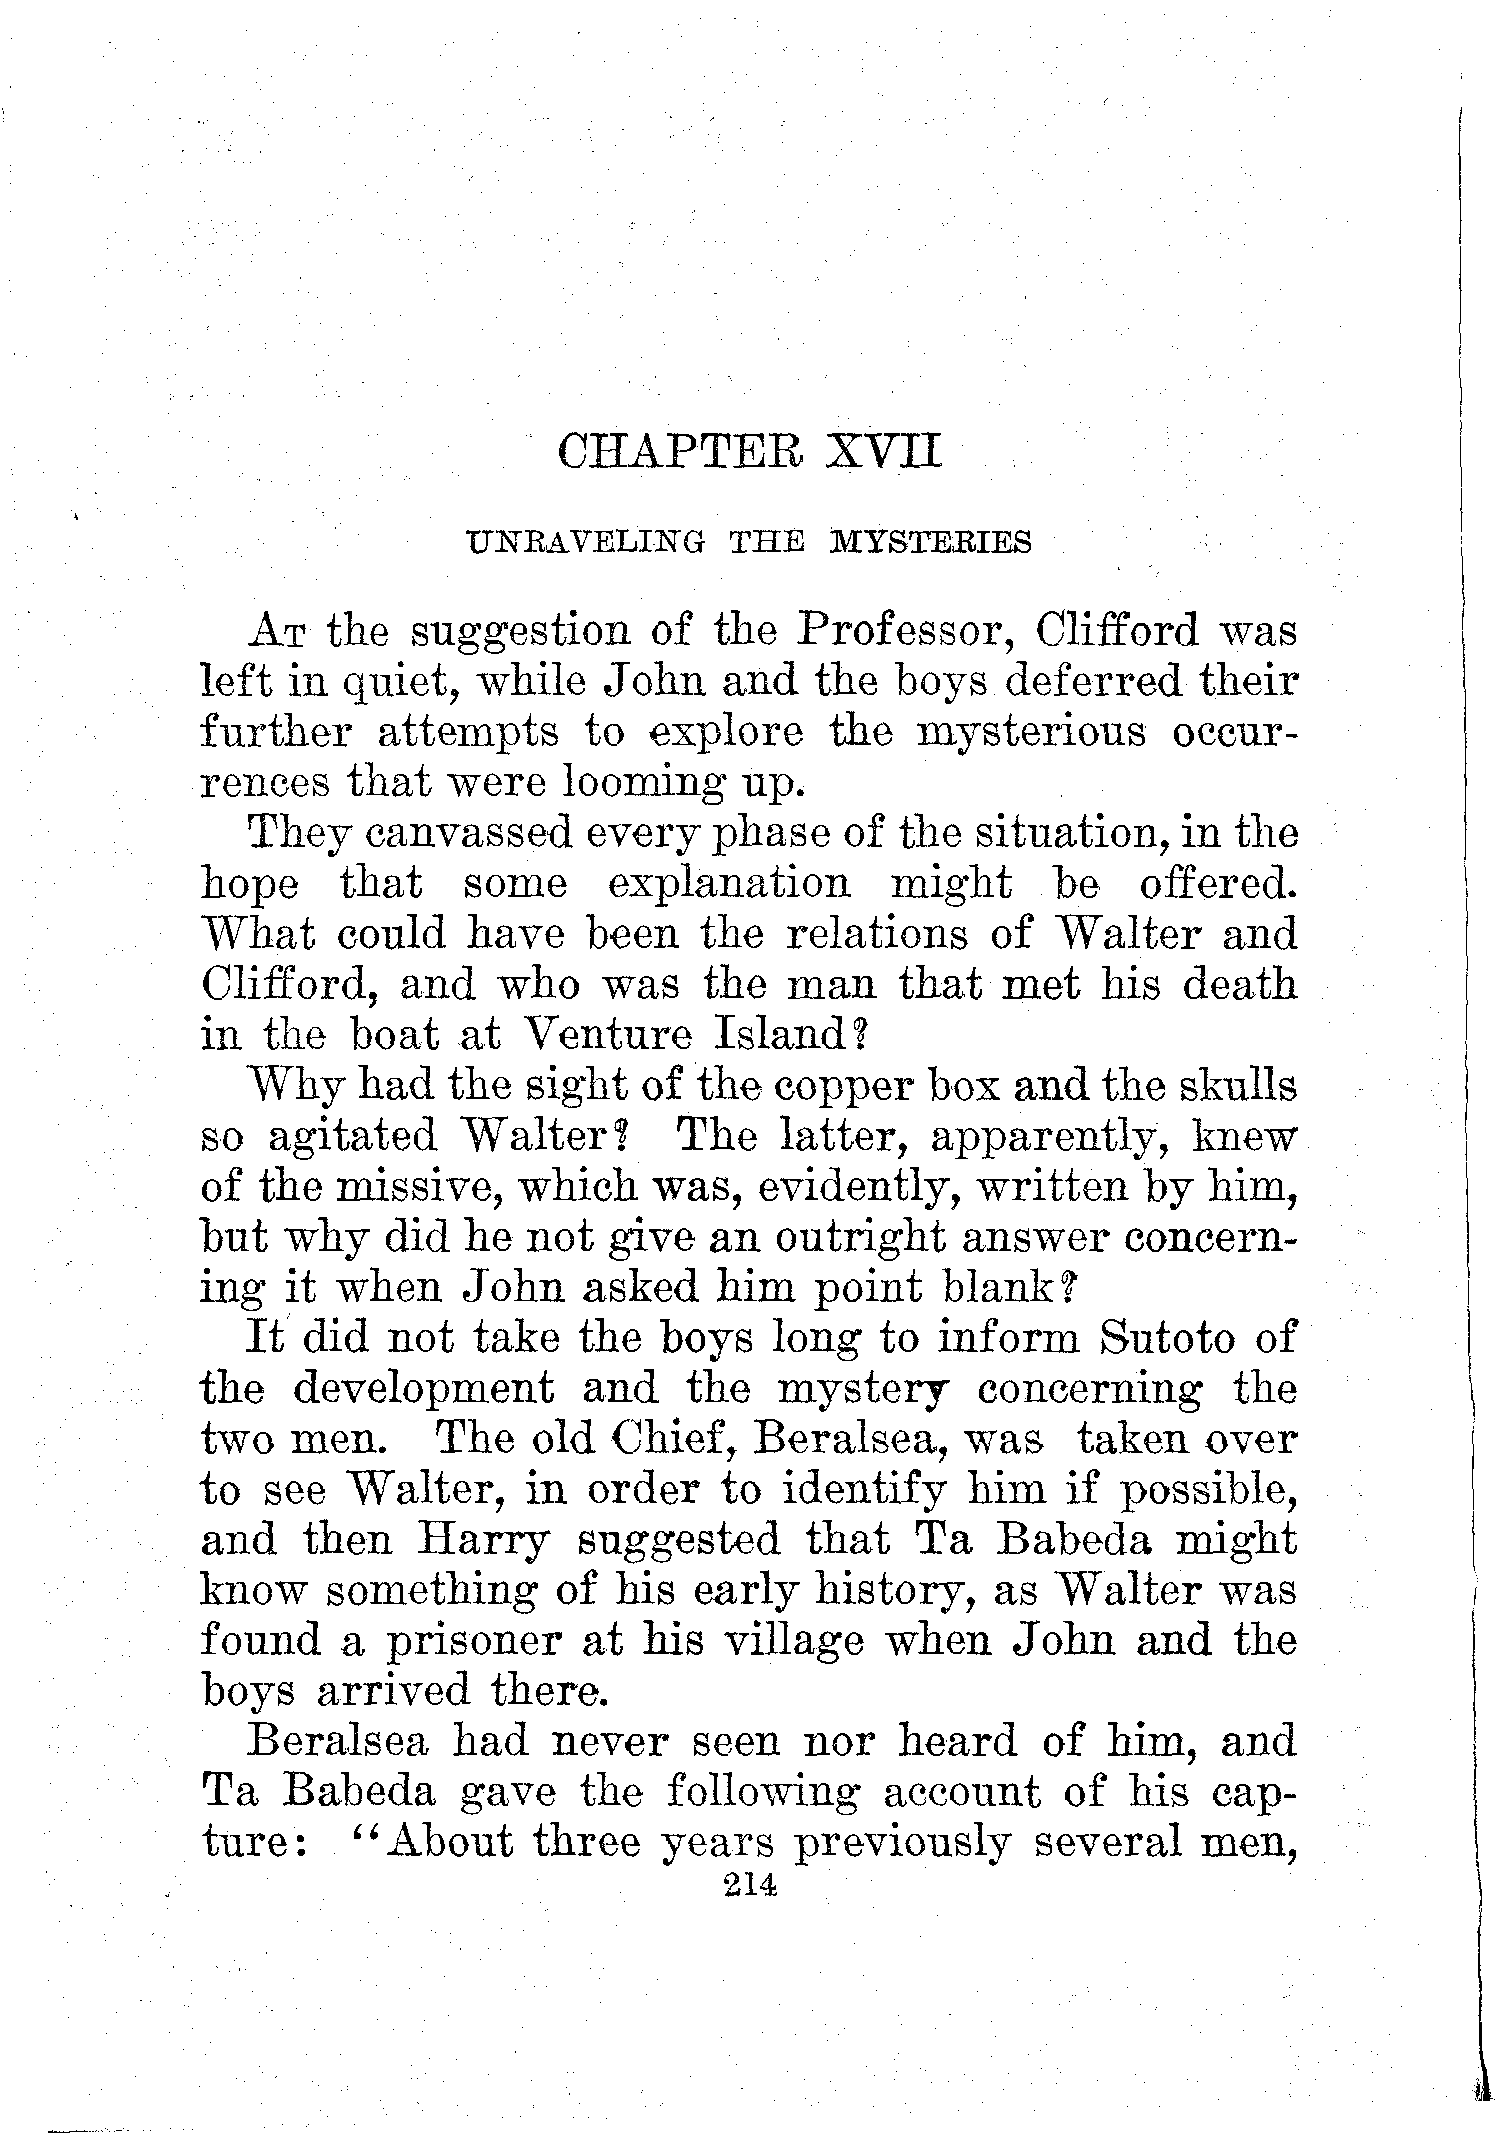 CHAPTER XVII
UNRAVELING THE MYSTERIES
At the suggestion of the Professor, Clifford was
left in quiet, while John and the boys deferred their
further attempts to explore the mysterious occur-
rences that were looming up.
They canvassed every phase of the situation, in the
hope that some explanation might be offered.
What could have been the relations of Walter and
Clifford, and who was the man that met his death
in the boat at Venture Island?
Why had the sight of the copper box and the skulls
so agitated Walter? The latter, apparently, knew
of the missive, which was, evidently, written by him,
but why did he not give an outright answer concern-
ing it when John asked him point blank?
It did not take the boys long to inform Sutoto of
the development and the mystery concerning the
two men. The old Chief, Beralsea, was taken over
to see Walter, in order to identify him if possible,
and then Harry suggested that Ta Babeda might
know something of his early history, as Walter was
found a prisoner at his village when John and the
boys arrived there.
Beralsea had never seen nor heard of him, and
Ta Babeda gave the following account of his cap-
ture: "About three years previously several men,
214